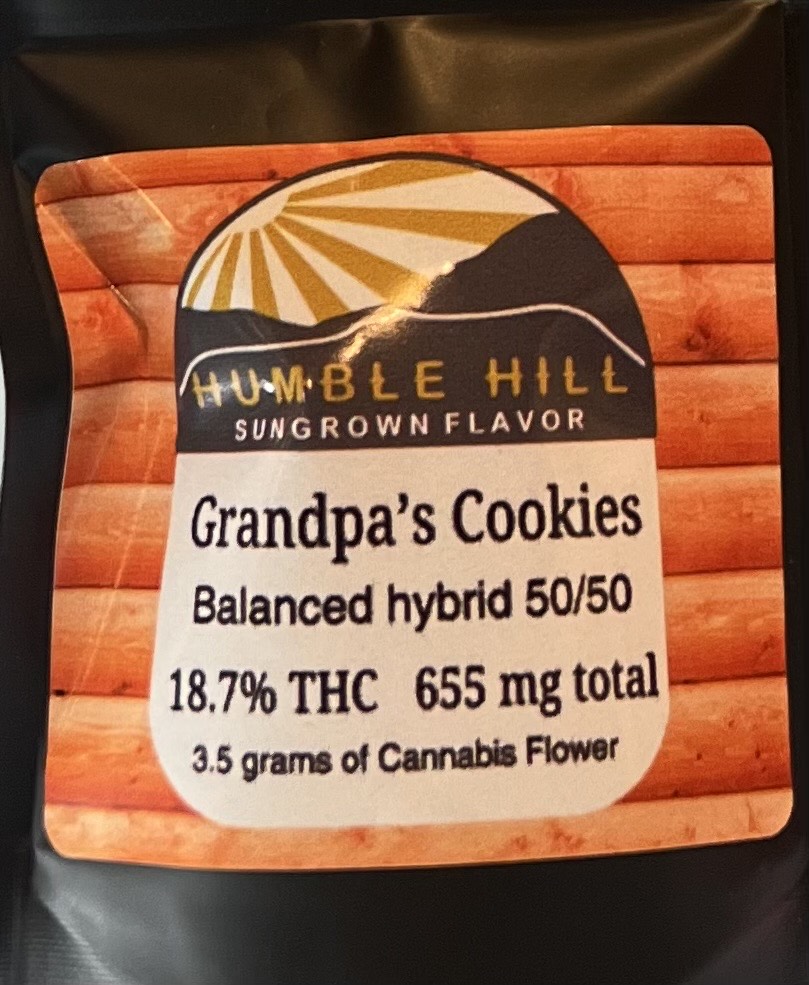 HUMBLE HILL
SUNGROWN FLAVOR
Grandpa's Cookies
Balanced hybrid 50/50
18.7% THC 655 mg total
3.5 grams of Cannabis Flower